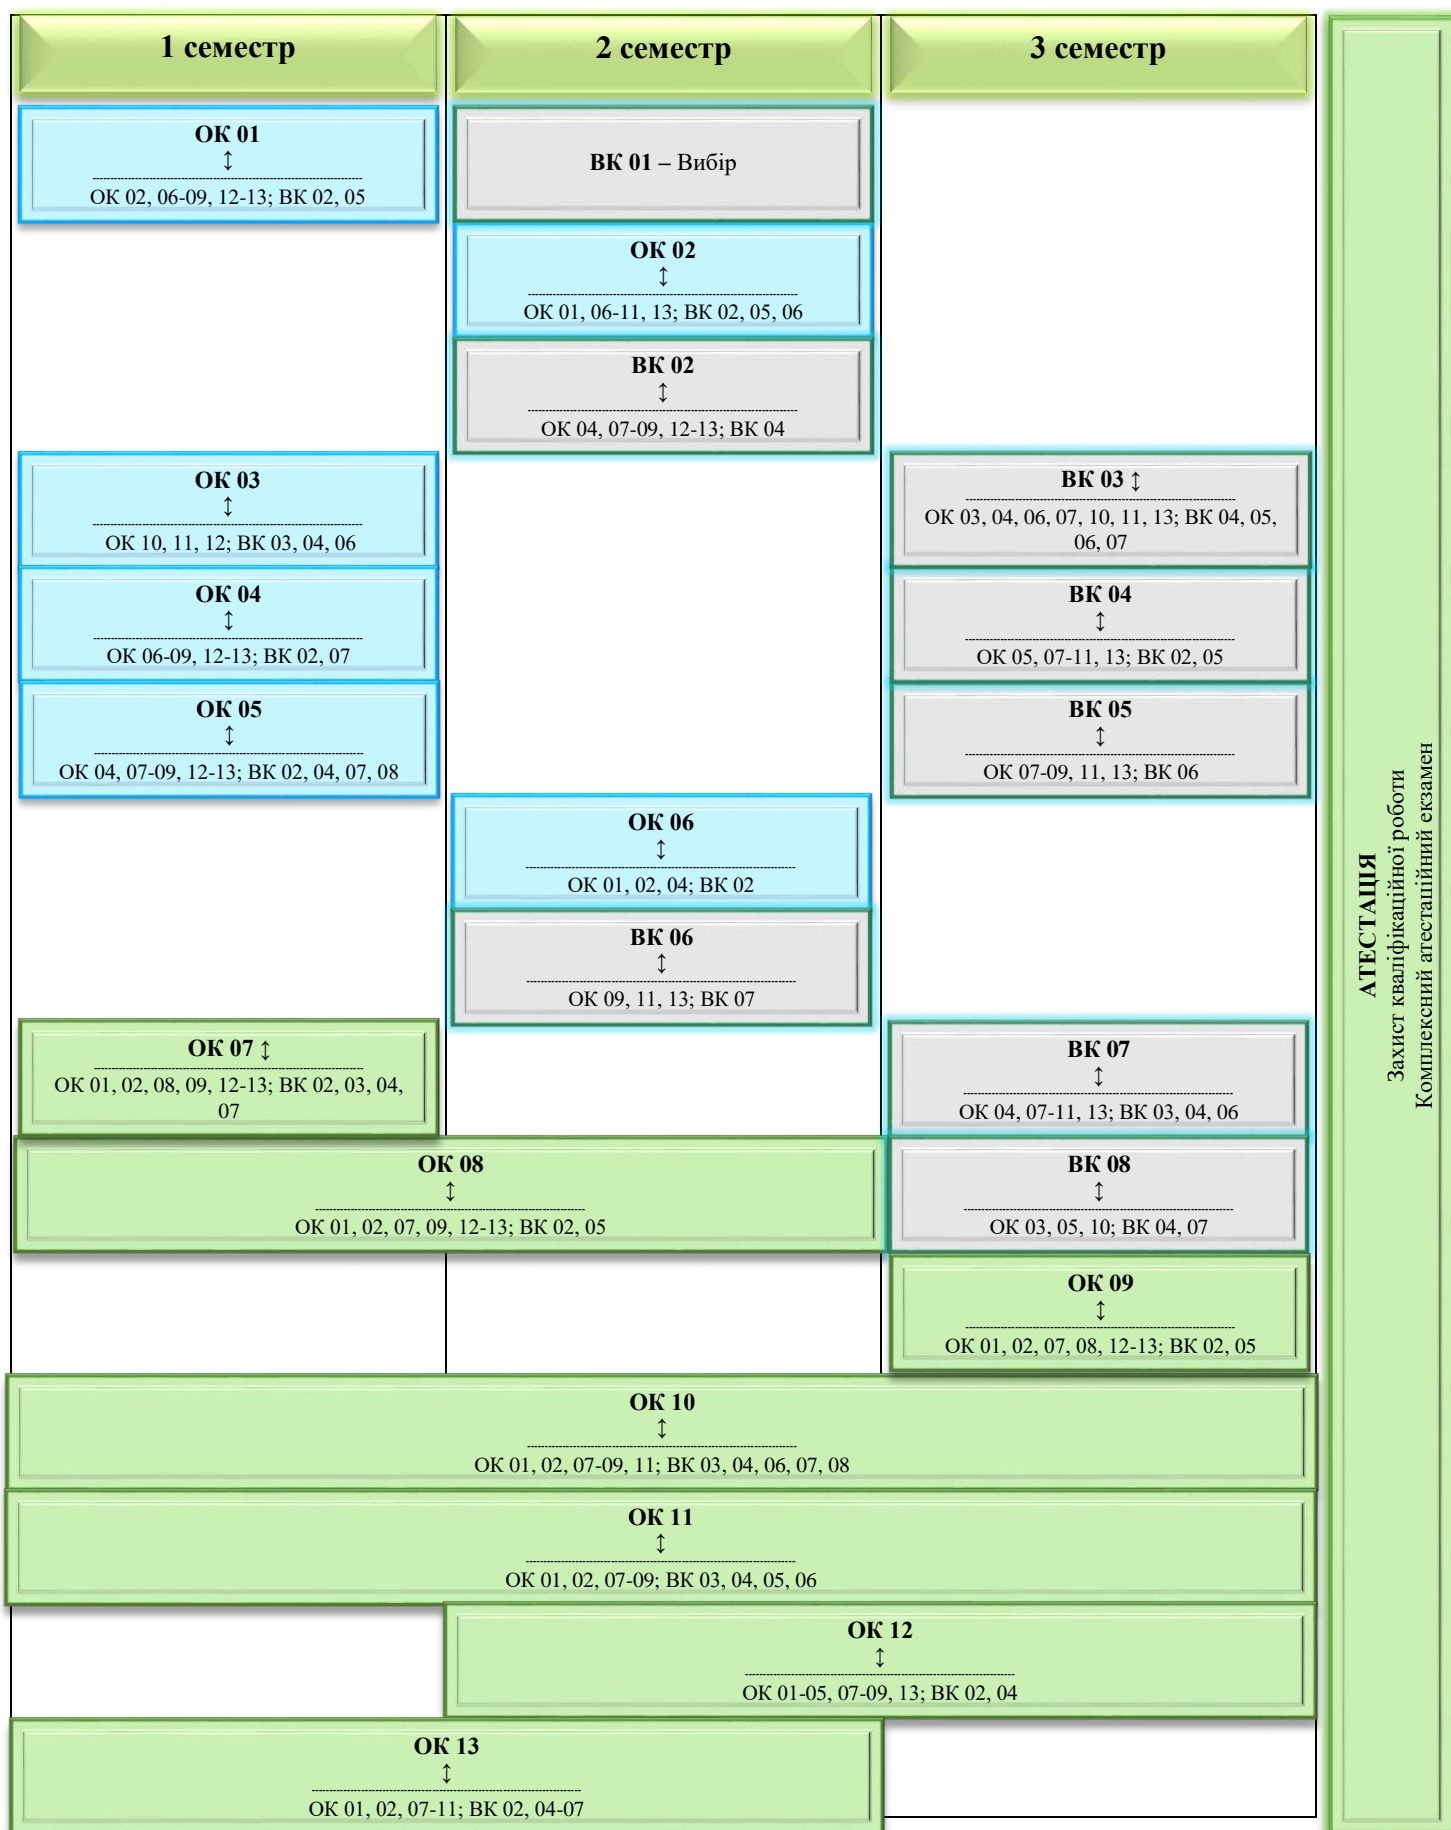 1 семестр
2 семестр
3 семестр
ОК 01
↕
ОК 02, 06-09, 12-13; ВК 02, 05
ВК 01 – Вибір
ОК 02
↕
ОК 01, 06-11, 13; ВК 02, 05, 06
ВК 02
↕
ОК 04, 07-09, 12-13; ВК 04
ОК 03
↕
ОК 10, 11, 12; ВК 03, 04, 06
ВК 03 ↕
ОК 03, 04, 06, 07, 10, 11, 13; ВК 04, 05,
06, 07
ОК 04
↕
ОК 06-09, 12-13; ВК 02, 07
ВК 04
↕
ОК 05, 07-11, 13; ВК 02, 05
ОК 05
↕
ОК 04, 07-09, 12-13; ВК 02, 04, 07, 08
ВК 05
↕
ОК 07-09, 11, 13; ВК 06
ОК 06
↕
ОК 01, 02, 04; ВК 02
ВК 06
↕
ОК 09, 11, 13; ВК 07
ОК 07 ↕
ОК 01, 02, 08, 09, 12-13; ВК 02, 03, 04,
07
ВК 07
↕
ОК 04, 07-11, 13; ВК 03, 04, 06
ОК 08
↕
ОК 01, 02, 07, 09, 12-13; ВК 02, 05
ВК 08
↕
ОК 03, 05, 10; ВК 04, 07
ОК 09
↕
ОК 01, 02, 07, 08, 12-13; ВК 02, 05
ОК 10
↕
ОК 01, 02, 07-09, 11; ВК 03, 04, 06, 07, 08
ОК 11
↕
ОК 01, 02, 07-09; ВК 03, 04, 05, 06
ОК 12
↕
ОК 01-05, 07-09, 13; ВК 02, 04
ОК 13
↕
ОК 01, 02, 07-11; ВК 02, 04-07
АТЕСТАЦІЯ
Захист кваліфікаційної роботи
Комплексний атестаційний екзамен